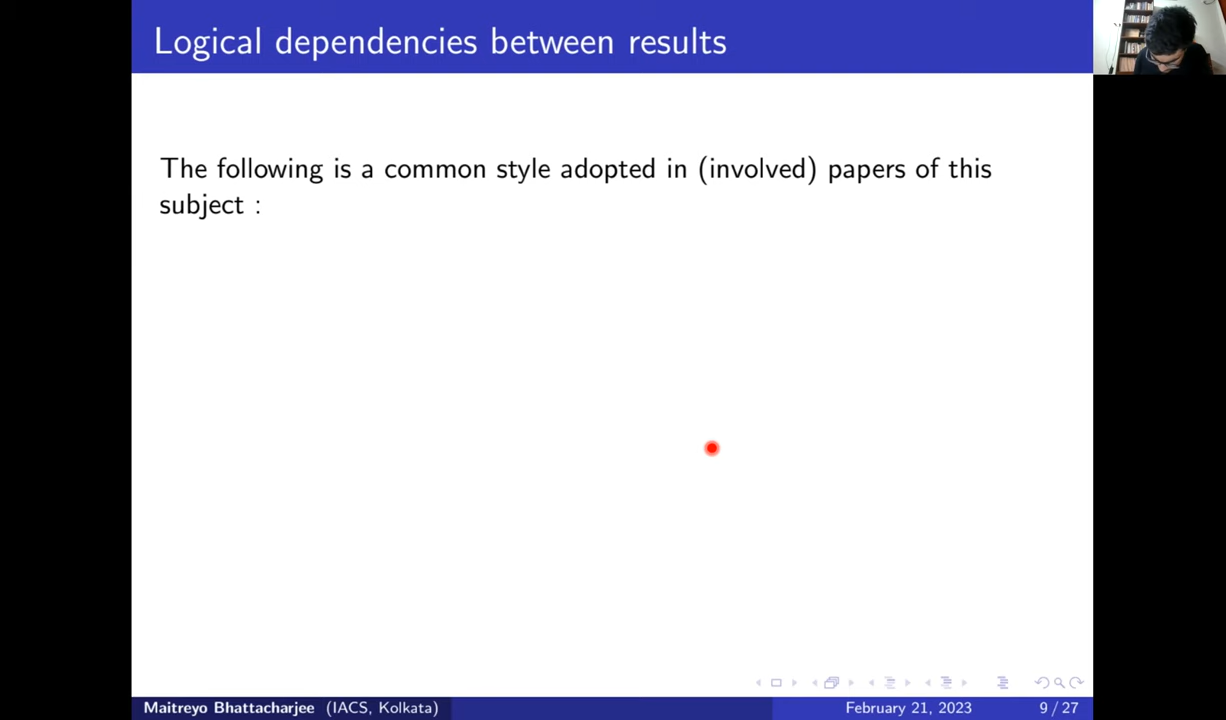 Logical dependencies between results
The following is a common style adopted in (involved) papers of this
subject :
Maitreyo Bhattacharjee (IACS, Kolkata)
February 21, 2023
9 / 27